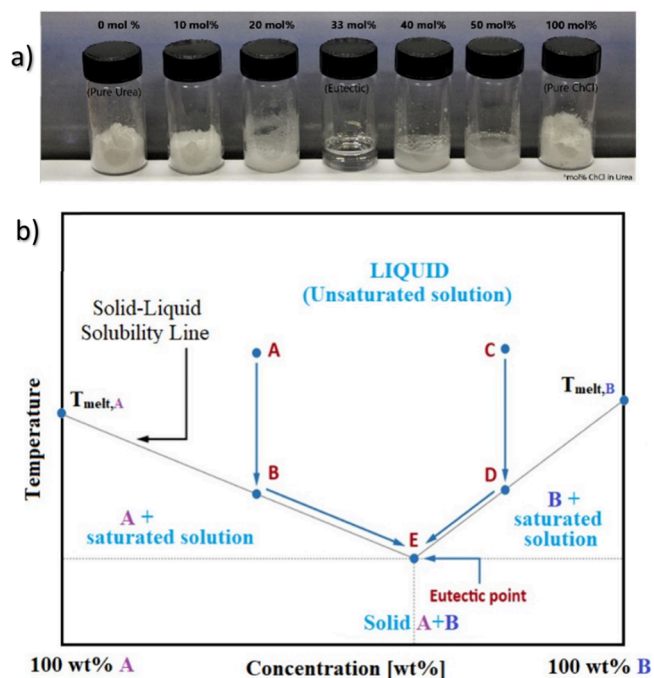 a)
0 mol% 10 mol% 20 mol% 33 mol% 40 mol% 50 mol% 100 mol%
(Pure Urea) (Eutectic) (Pure ChCl)
*mol% ChCl in Urea
b)
LIQUID
(Unsaturated solution)
Solid-Liquid
Solubility Line
A
C
Tmelt,A
Tmelt,B
Temperature
B
D
A +
saturated solution
B +
saturated
solution
E
Eutectic point
Solid A+B
100 wt% A Concentration [wt%] 100 wt% B